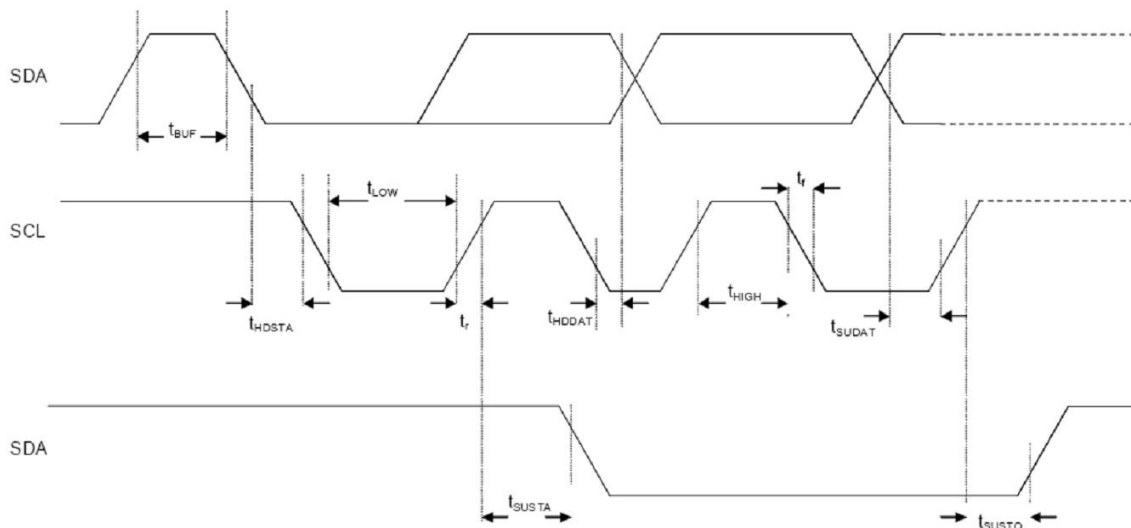 SDA
tBUF
tLOW
tf
SCL
tHDSTA
tr
tHDDAT
tHIGH
tSUDAT
SDA
tSUSTA
tSUSTO